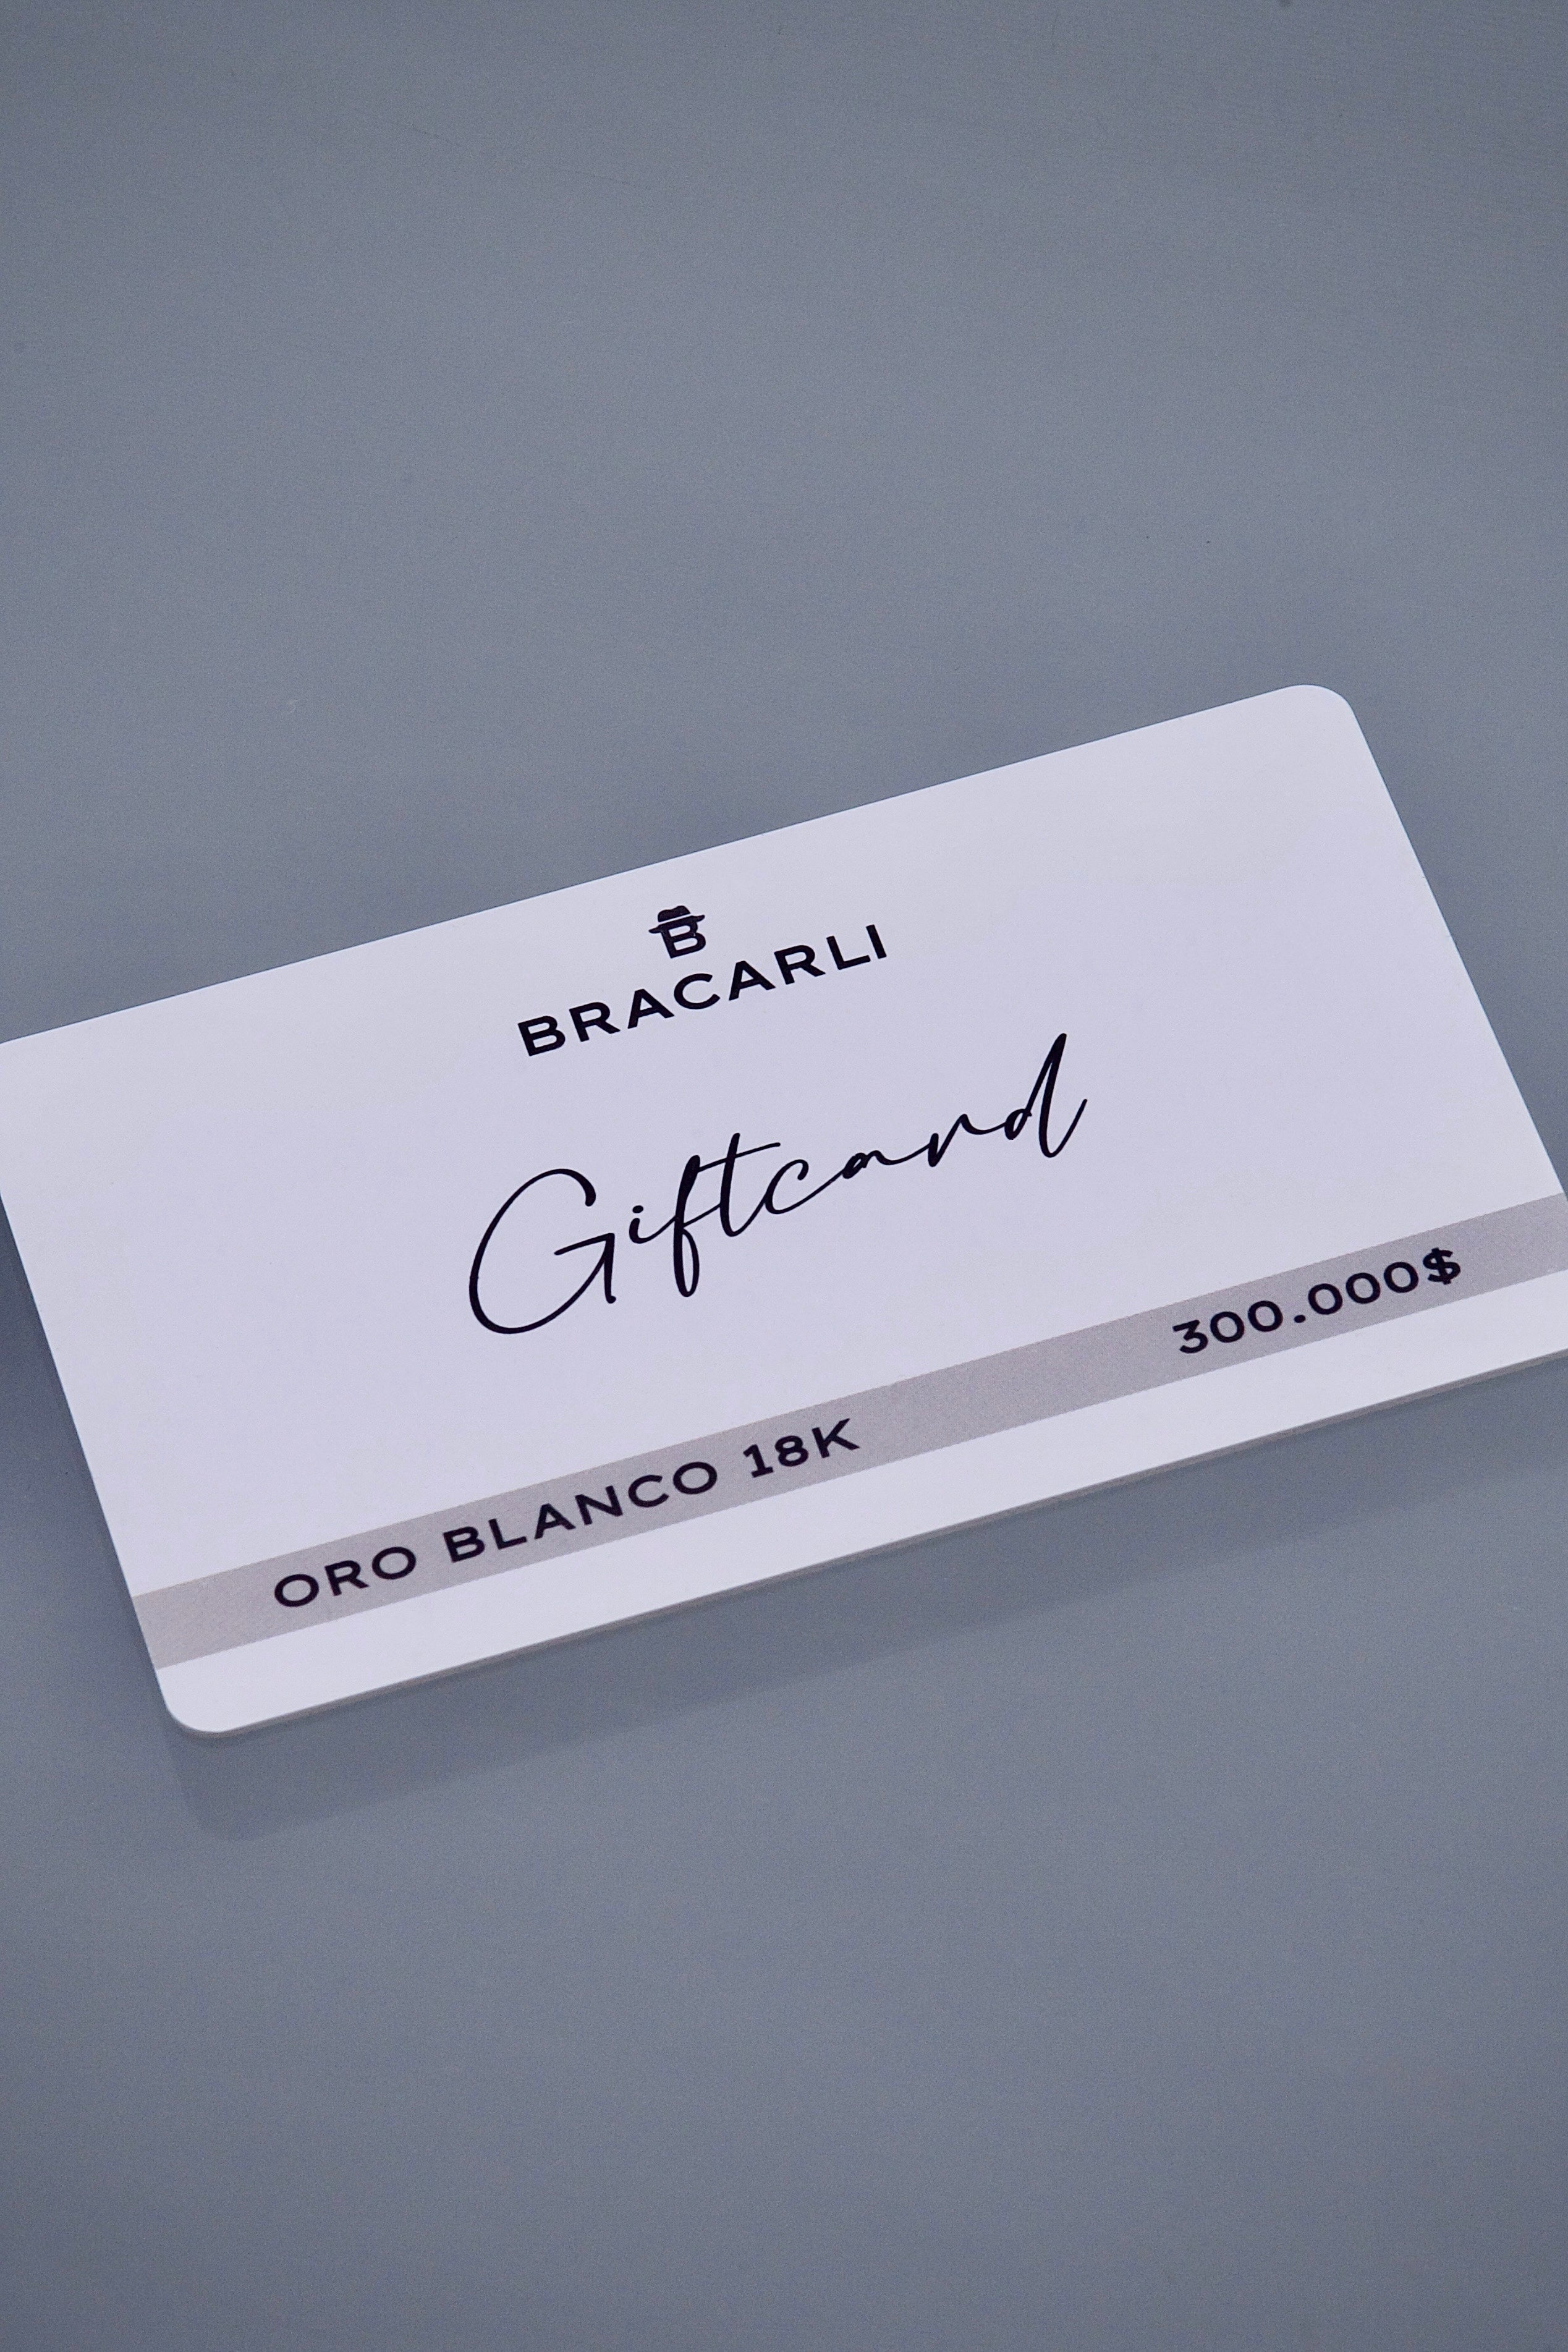 B
BRACARLI
Giftcard
ORO BLANCO 18K 300.000$